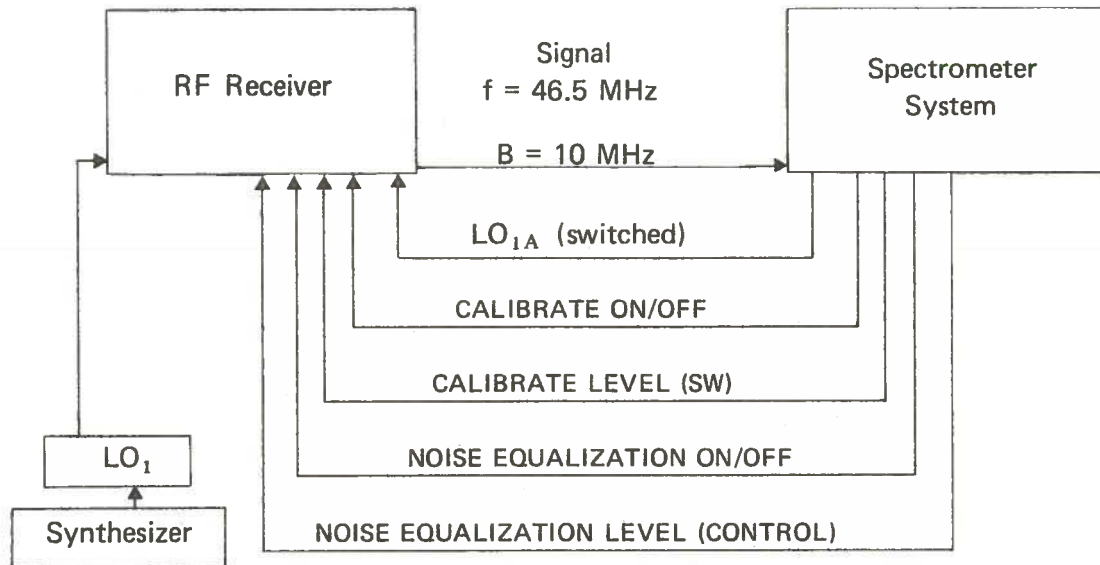 RF Receiver
Signal
f = 46.5 MHz
B = 10 MHz
Spectrometer
System
LO₁A (switched)
CALIBRATE ON/OFF
CALIBRATE LEVEL (SW)
NOISE EQUALIZATION ON/OFF
NOISE EQUALIZATION LEVEL (CONTROL)
LO₁
Synthesizer